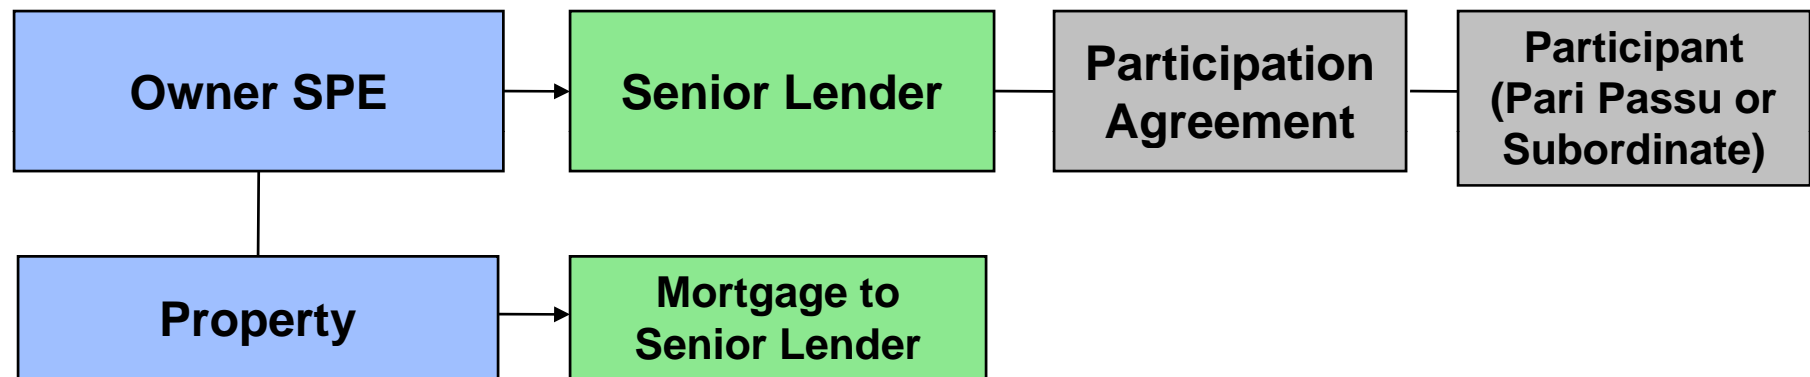 Owner SPE
Senior Lender
Participation
Agreement
Participant
(Pari Passu or
Subordinate)
Property
Mortgage to
Senior Lender